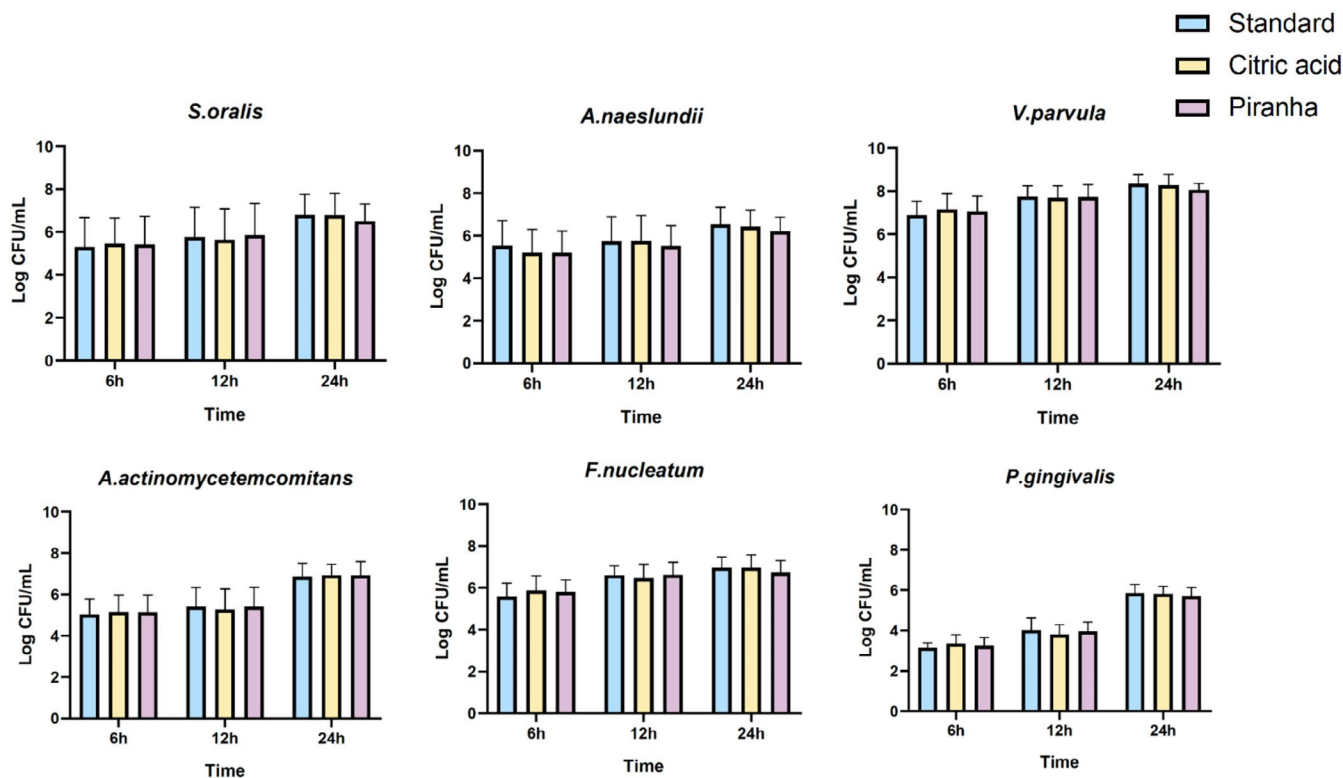 Standard
Citric acid
Piranha
S.oralis
Log CFU/mL
10
8
6
4
2
0
6h 12h 24h
Time
A.naeslundii
Log CFU/mL
10
8
6
4
2
0
6h 12h 24h
Time
V.parvula
Log CFU/mL
10
8
6
4
2
0
6h 12h 24h
Time
A.actinomycetemcomitans
Log CFU/mL
10
8
6
4
2
0
6h 12h 24h
Time
F.nucleatum
Log CFU/mL
10
8
6
4
2
0
6h 12h 24h
Time
P.gingivalis
Log CFU/mL
10
8
6
4
2
0
6h 12h 24h
Time